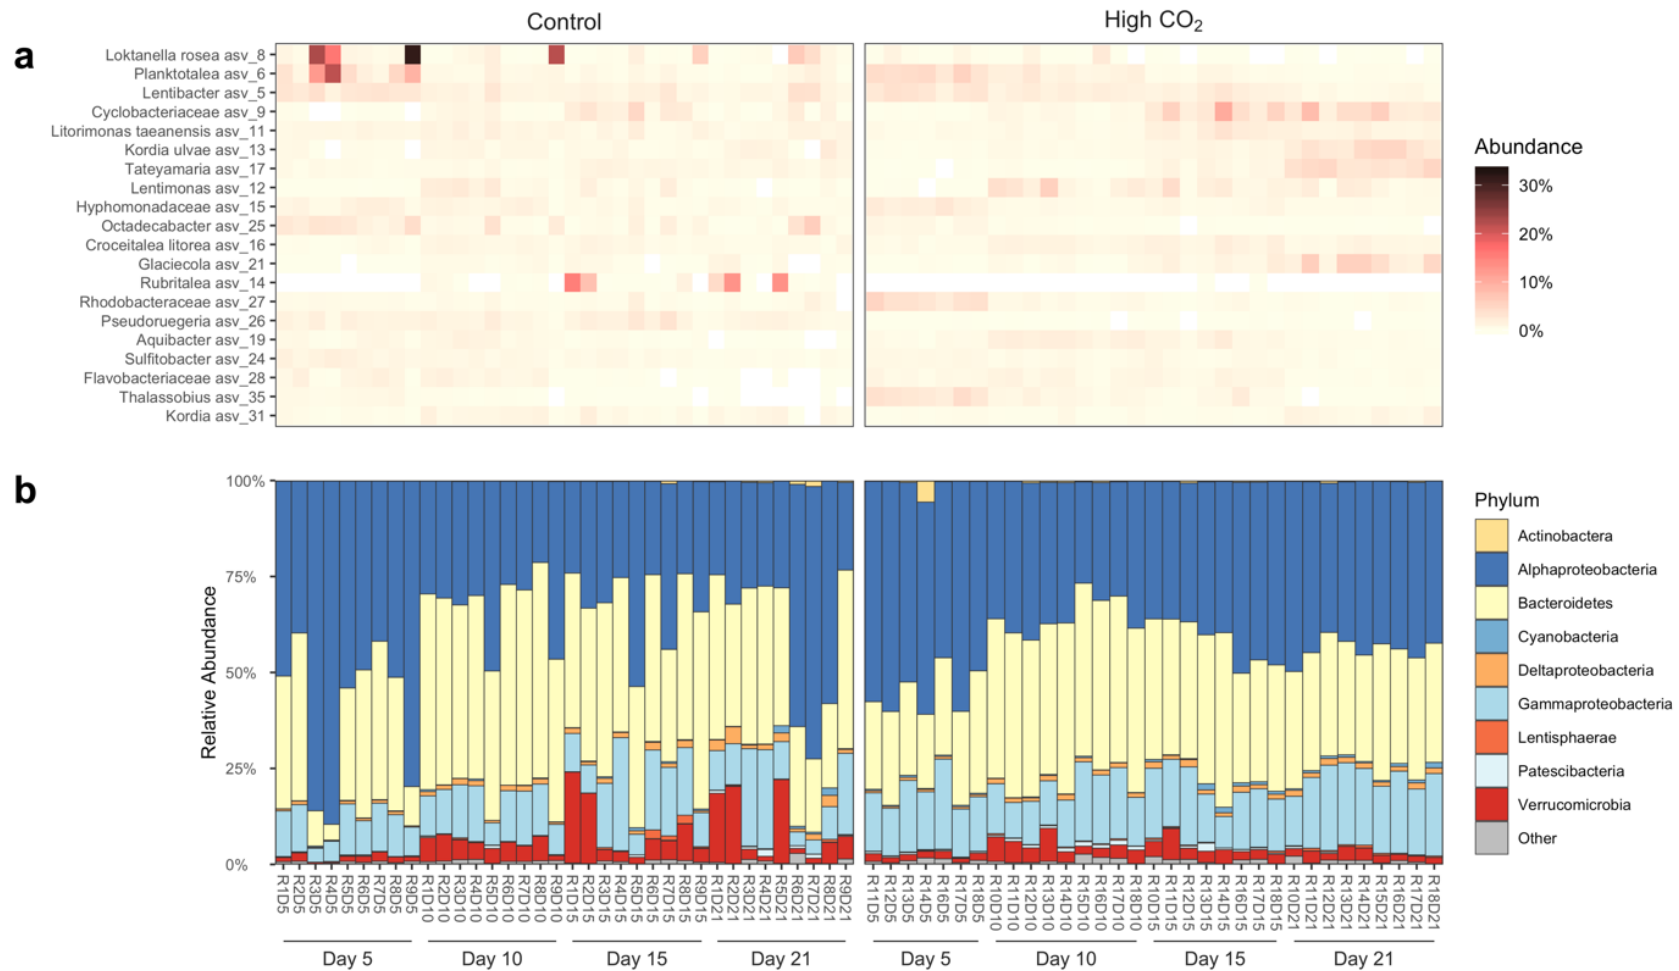 Control
High CO2
a
Loktanella rosea asv_8
Planktotalea asv_6
Lentibacter asv_5
Cyclobacteriaceae asv_9
Litorimonas taeanensis asv_11
Kordia ulvae asv_13
Tateyamaria asv_17
Lentimonas asv_12
Hyphomonadaceae asv_15
Octadecabacter asv_25
Croceitalea litorea asv_16
Glaciecola asv_21
Rubritalea asv_14
Rhodobacteraceae asv_27
Pseudoruegeria asv_26
Aquibacter asv_19
Sulfitobacter asv_24
Flavobacteriaceae asv_28
Thalassobius asv_35
Kordia asv_31
Abundance
30%
20%
10%
0%
b
Relative Abundance
100%
75%
50%
25%
0%
R1D5 R2D5 R3D5 R4D5 R5D5 R6D5 R7D5 R8D5 R9D5 R1D10 R2D10 R3D10 R4D10 R5D10 R6D10 R7D10 R8D10 R9D10 R1D15 R2D15 R3D15 R4D15 R5D15 R6D15 R7D15 R8D15 R9D15 R1D21 R2D21 R3D21 R4D21 R5D21 R6D21 R7D21 R8D21 R9D21
R11D5 R12D5 R13D5 R14D5 R16D5 R17D5 R18D5 R10D10 R11D10 R12D10 R13D10 R14D10 R15D10 R16D10 R17D10 R18D10 R10D15 R11D15 R12D15 R13D15 R14D15 R16D15 R17D15 R18D15 R10D21 R11D21 R12D21 R13D21 R14D21 R15D21 R16D21 R17D21 R18D21
Day 5
Day 10
Day 15
Day 21
Day 5
Day 10
Day 15
Day 21
Phylum
Actinobactera
Alphaproteobacteria
Bacteroidetes
Cyanobacteria
Deltaproteobacteria
Gammaproteobacteria
Lentisphaerae
Patescibacteria
Verrucomicrobia
Other